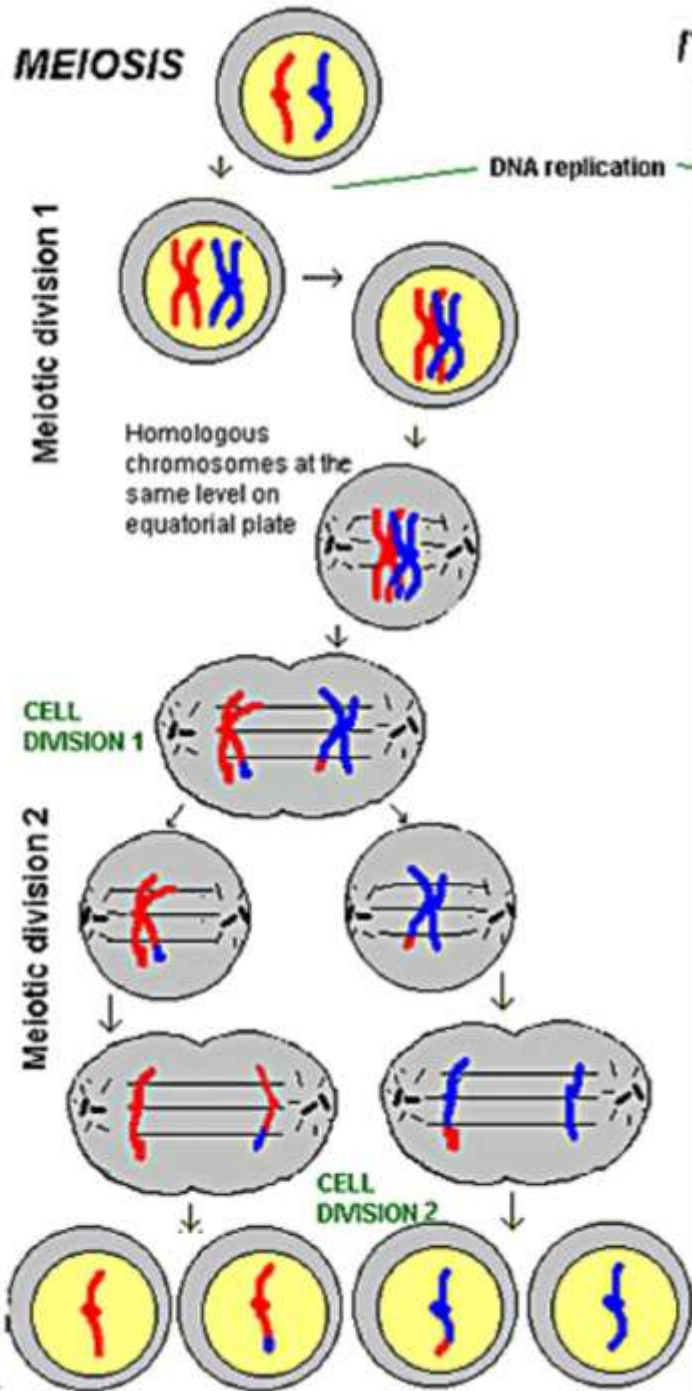 MEIOSIS
DNA replication
Meiotic division 1
Homologous
chromosomes at the
same level on
equatorial plate
CELL
DIVISION 1
Meiotic division 2
CELL
DIVISION 2